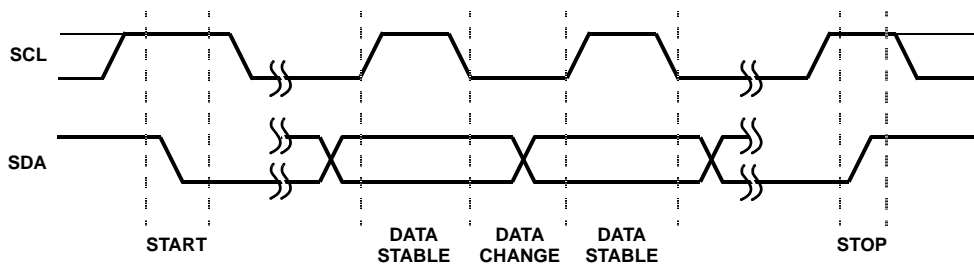 SCL
SDA
START
DATA
STABLE
DATA
CHANGE
DATA
STABLE
STOP